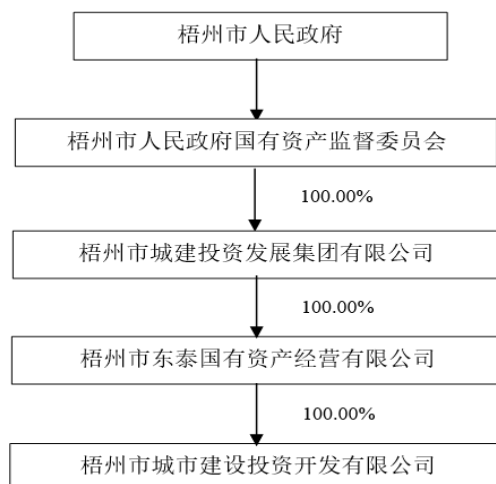 梧州市人民政府
梧州市人民政府国有资产监督委员会
100.00%
梧州市城建投资发展集团有限公司
100.00%
梧州市东泰国有资产经营有限公司
100.00%
梧州市城市建设投资开发有限公司